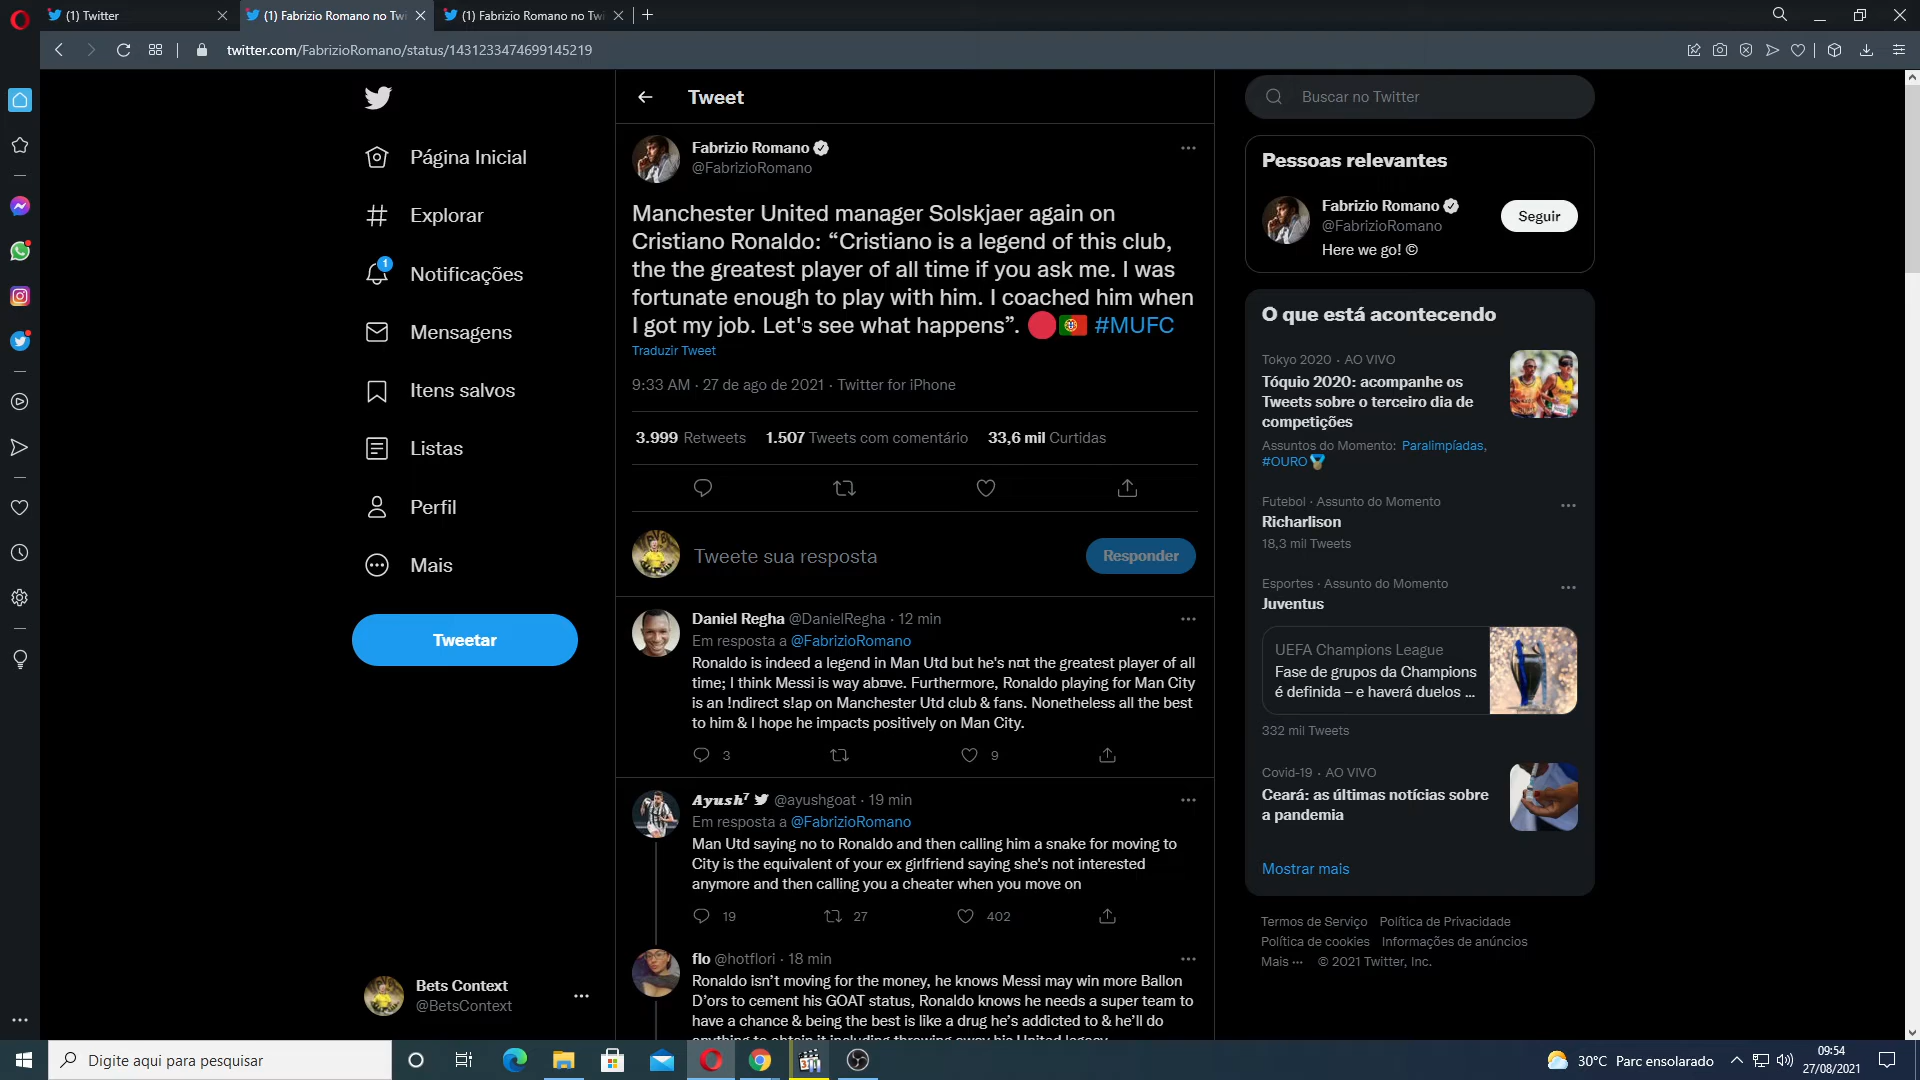 (1) Twitter
(1) Fabrizio Romano no Twi
(1) Fabrizio Romano no Twi
twitter.com/FabrizioRomano/status/1431233474699145219
Página Inicial
Explorar
1
Notificações
Mensagens
Itens salvos
Listas
Perfil
Mais
Tweetar
Bets Context
@BetsContext
Tweet
Fabrizio Romano
@FabrizioRomano
Manchester United manager Solskjaer again on
Cristiano Ronaldo: “Cristiano is a legend of this club,
the the greatest player of all time if you ask me. I was
fortunate enough to play with him. I coached him when
I got my job. Let's see what happens”. 🔴🇵🇹 #MUFC
Traduzir Tweet
9:33 AM · 27 de ago de 2021 · Twitter for iPhone
3.999 Retweets 1.507 Tweets com comentário 33,6 mil Curtidas
Tweete sua resposta
Responder
Daniel Regha @DanielRegha · 12 min
Em resposta a @FabrizioRomano
Ronaldo is indeed a legend in Man Utd but he's n¤t the greatest player of all
time; I think Messi is way ab¤ve. Furthermore, Ronaldo playing for Man City
is an !ndirect s!ap on Manchester Utd club & fans. Nonetheless all the best
to him & I hope he impacts positively on Man City.
3 9
𝑨𝒚𝒖𝒔𝒉⁷ @ayushgoat · 19 min
Em resposta a @FabrizioRomano
Man Utd saying no to Ronaldo and then calling him a snake for moving to
City is the equivalent of your ex girlfriend saying she's not interested
anymore and then calling you a cheater when you move on
19 27 402
flo @hotflori · 18 min
Ronaldo isn’t moving for the money, he knows Messi may win more Ballon
D’ors to cement his GOAT status, Ronaldo knows he needs a super team to
have a chance & being the best is like a drug he’s addicted to & he’ll do
anything to obtain it including throwing away his United legacy
Buscar no Twitter
Pessoas relevantes
Fabrizio Romano
@FabrizioRomano
Seguir
Here we go! ©
O que está acontecendo
Tokyo 2020 · AO VIVO
Tóquio 2020: acompanhe os
Tweets sobre o terceiro dia de
competições
Assuntos do Momento: Paralimpíadas,
#OURO
Futebol · Assunto do Momento
Richarlison
18,3 mil Tweets
Esportes · Assunto do Momento
Juventus
UEFA Champions League
Fase de grupos da Champions
é definida – e haverá duelos ...
332 mil Tweets
Covid-19 · AO VIVO
Ceará: as últimas notícias sobre
a pandemia
Mostrar mais
Termos de Serviço Política de Privacidade
Política de cookies Informações de anúncios
Mais ··· © 2021 Twitter, Inc.
Digite aqui para pesquisar
30°C Parc ensolarado
09:54
27/08/2021